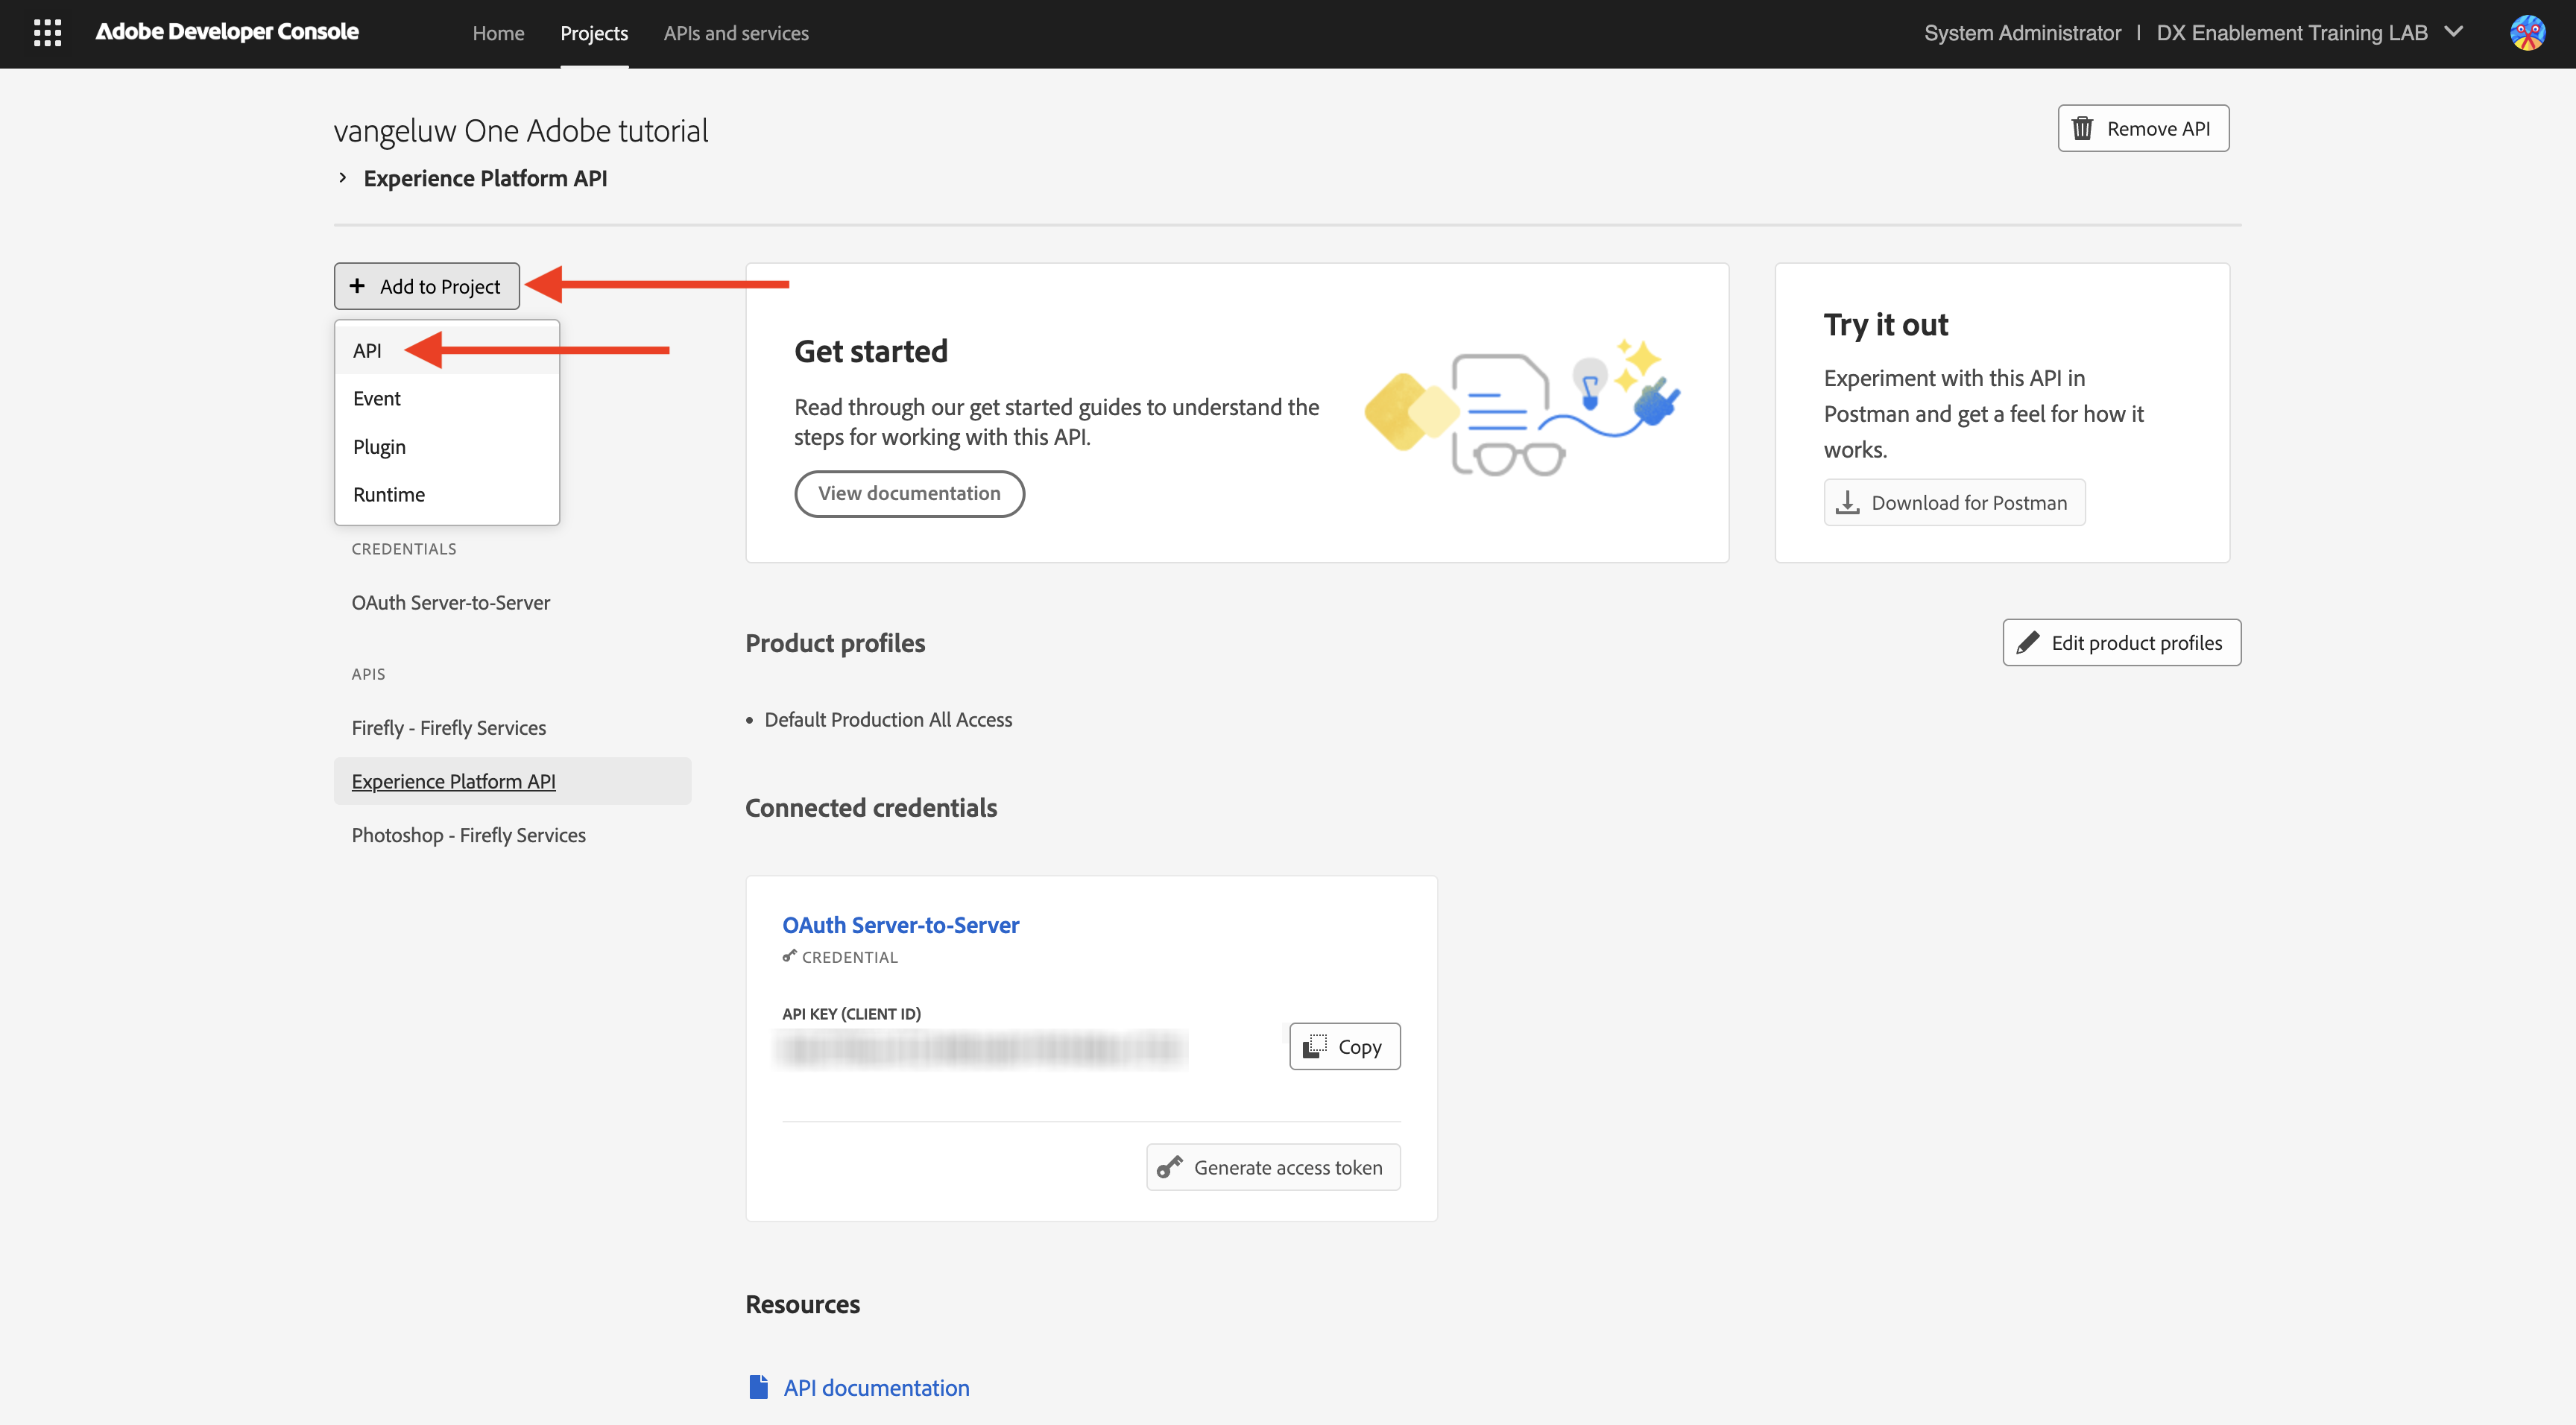 Adobe Developer Console
Home
Projects
APIs and services
System Administrator | DX Enablement Training LAB
vangeluw One Adobe tutorial
Remove API
> Experience Platform API
+ Add to Project
API
Event
Plugin
Runtime
CREDENTIALS
OAuth Server-to-Server
APIS
Firefly - Firefly Services
Experience Platform API
Photoshop - Firefly Services
Get started
Read through our get started guides to understand the
steps for working with this API.
View documentation
Try it out
Experiment with this API in
Postman and get a feel for how it
works.
Download for Postman
Product profiles
Edit product profiles
• Default Production All Access
Connected credentials
OAuth Server-to-Server
CREDENTIAL
API KEY (CLIENT ID)
Copy
Generate access token
Resources
API documentation